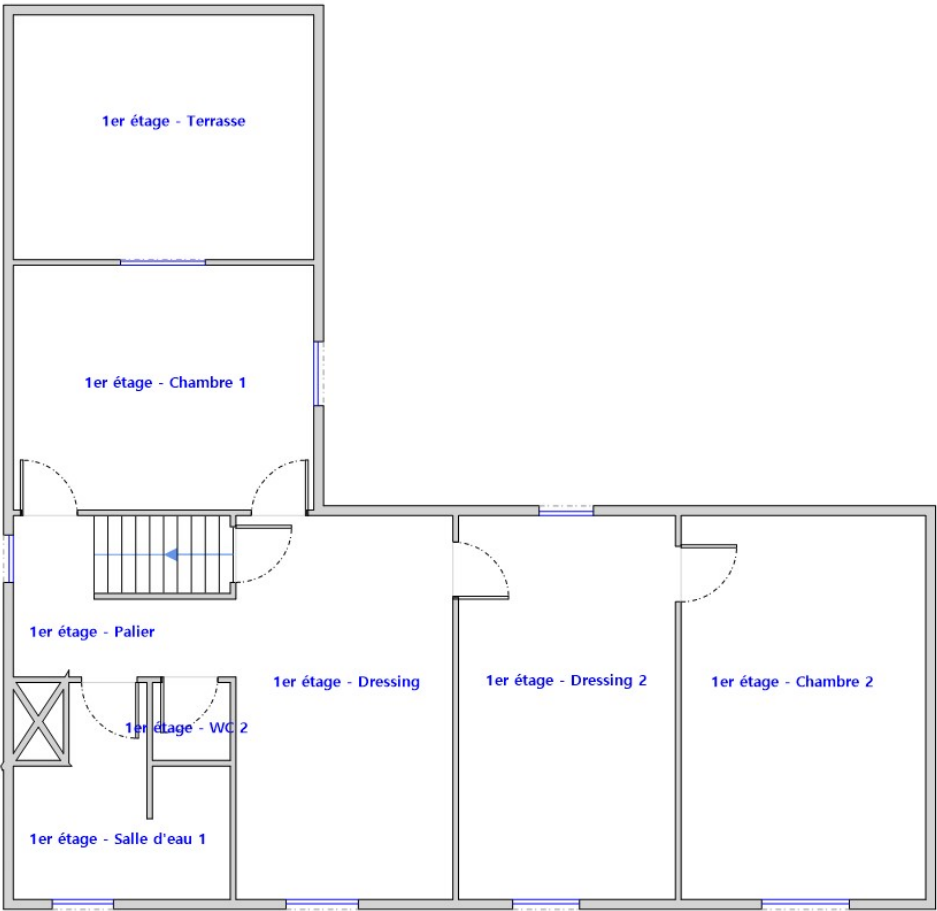 1er étage - Terrasse
1er étage - Chambre 1
1er étage - Palier
1er étage - Dressing
1er étage - Dressing 2
1er étage - Chambre 2
1er étage - WC 2
1er étage - Salle d'eau 1